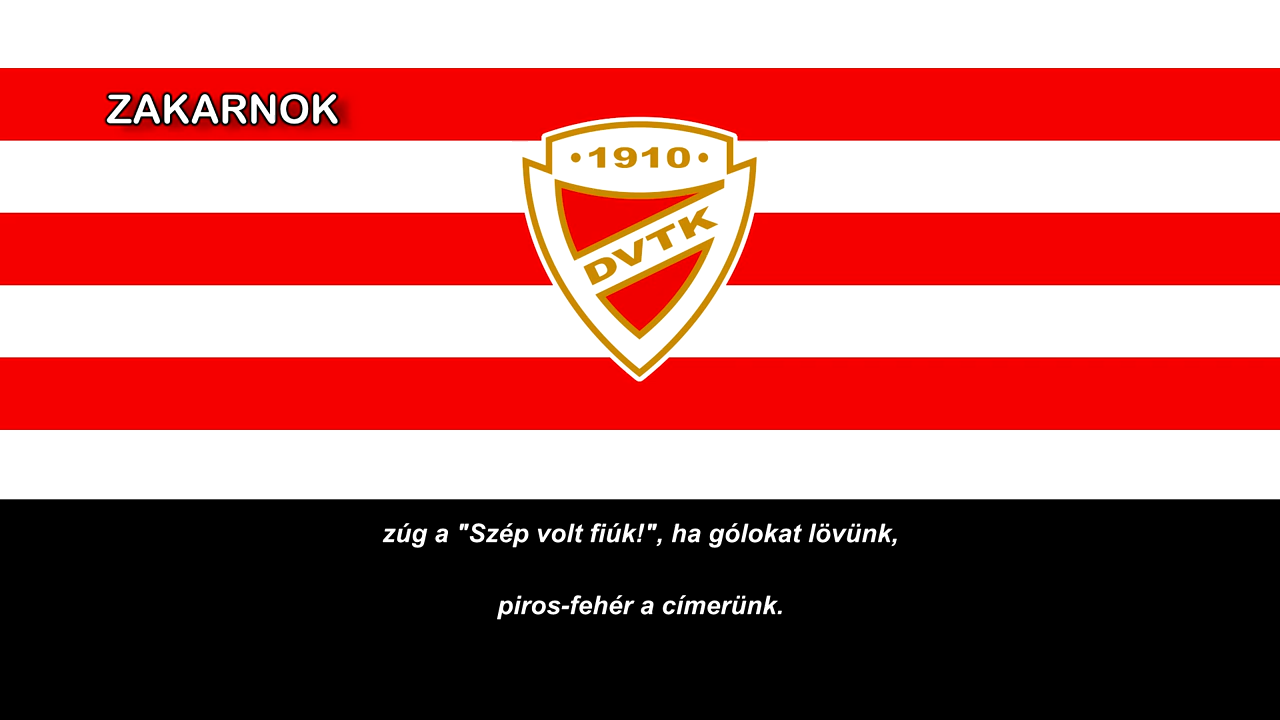 ZAKARNOK
• 1910 •
DVTK
zúg a "Szép volt fiúk!", ha gólokat lövünk,
piros-fehér a címerünk.